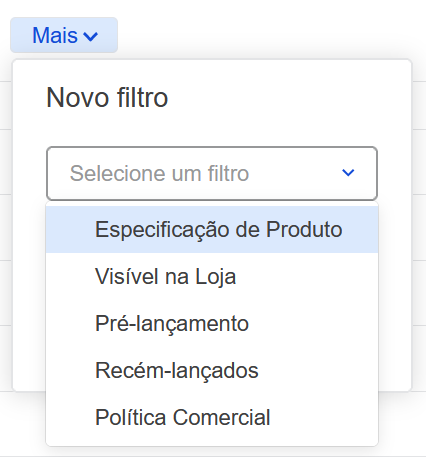 Mais
Novo filtro
Selecione um filtro
Especificação de Produto
Visível na Loja
Pré-lançamento
Recém-lançados
Política Comercial